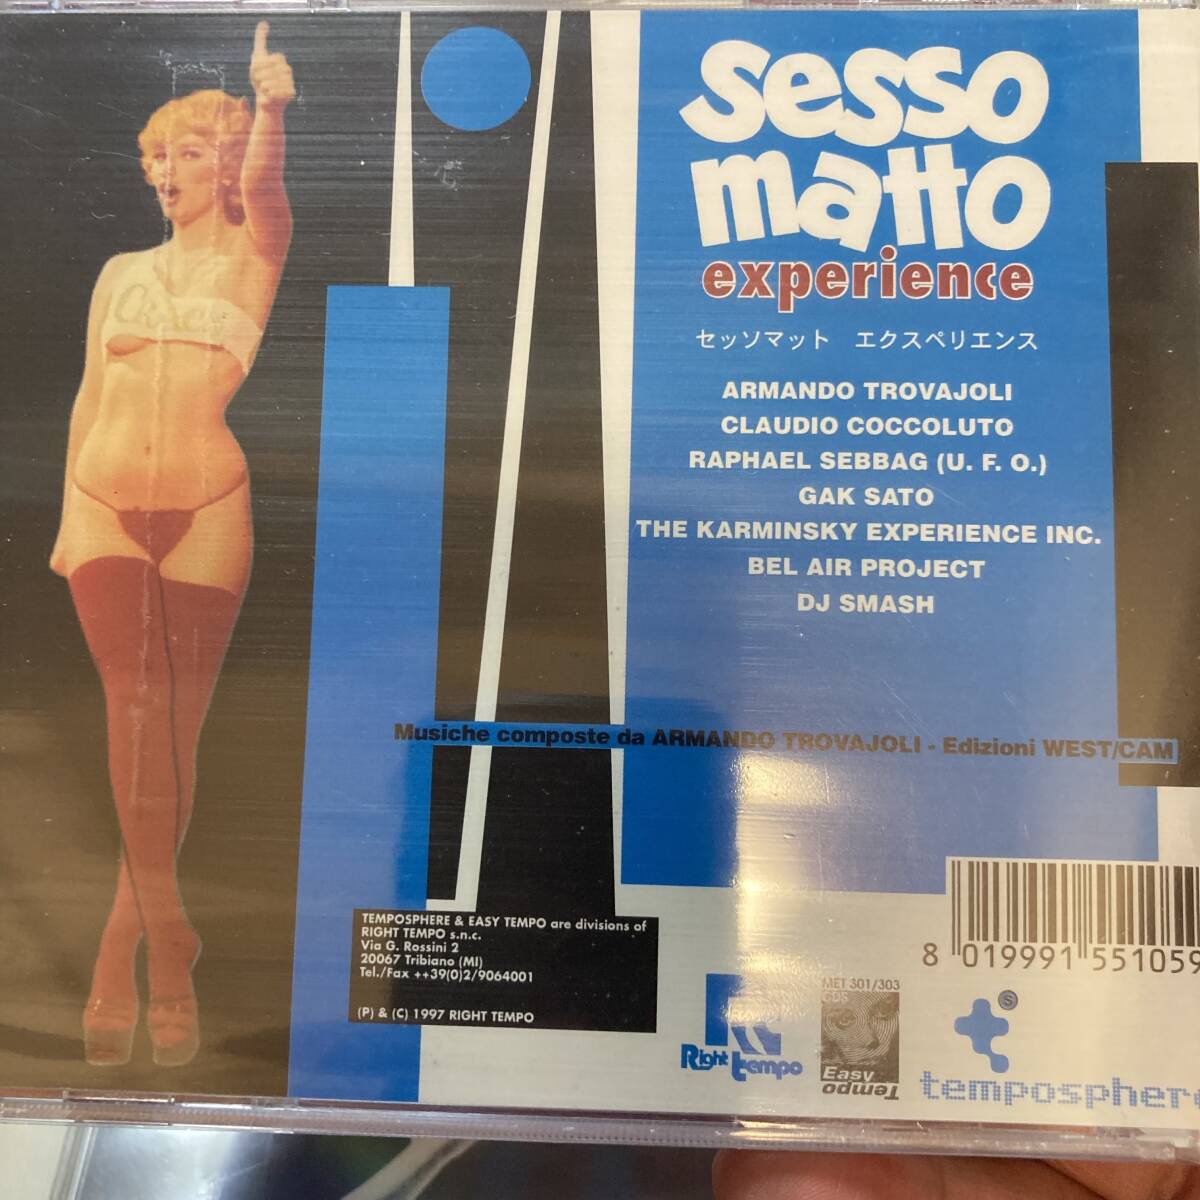 sesso
matto
experience
セッソマット エクスペリエンス
ARMANDO TROVAJOLI
CLAUDIO COCCOLUTO
RAPHAEL SEBBAG (U. F. O.)
GAK SATO
THE KARMINSKY EXPERIENCE INC.
BEL AIR PROJECT
DJ SMASH
Musiche composte da ARMANDO TROVAJOLI - Edizioni WEST/CAM
TEMPOSPHERE & EASY TEMPO are divisions of
RIGHT TEMPO s.n.c.
Via G. Rossini 2
20067 Tribiano (MI)
Tel./Fax ++39(0)2/9064001
(P) & (C) 1997 RIGHT TEMPO
8 019991 551059
Right tempo
MET 301/303
CDS
Easy
Tempo
S
temposphere